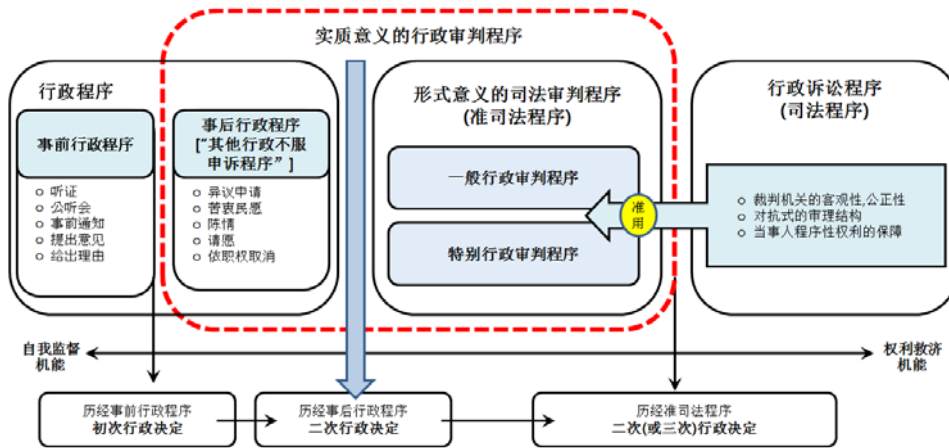 实质意义的行政审判程序
行政程序
事前行政程序
○ 听证
○ 公听会
○ 事前通知
○ 提出意见
○ 给出理由
事后行政程序
[“其他行政不服
申诉程序”]
○ 异议申请
○ 苦衷民愿
○ 陈情
○ 请愿
○ 依职权取消
形式意义的司法审判程序
(准司法程序)
一般行政审判程序
特别行政审判程序
准
用
行政诉讼程序
(司法程序)
○ 裁判机关的客观性,公正性
○ 对抗式的审理结构
○ 当事人程序性权利的保障
自我监督
机能
权利救济
机能
历经事前行政程序
初次行政决定
历经事后行政程序
二次行政决定
历经准司法程序
二次(或三次)行政决定